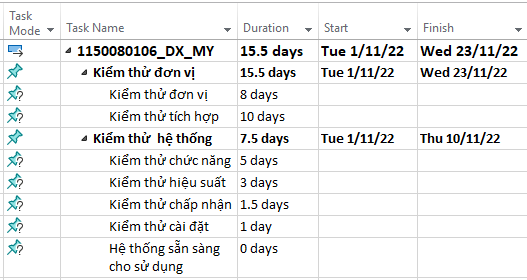 Task Mode Task Name Duration Start Finish
1150080106_DX_MY 15.5 days Tue 1/11/22 Wed 23/11/22
Kiểm thử đơn vị 15.5 days Tue 1/11/22 Wed 23/11/22
? Kiểm thử đơn vị 8 days
? Kiểm thử tích hợp 10 days
Kiểm thử hệ thống 7.5 days Tue 1/11/22 Thu 10/11/22
? Kiểm thử chức năng 5 days
? Kiểm thử hiệu suất 3 days
? Kiểm thử chấp nhận 1.5 days
? Kiểm thử cài đặt 1 day
? Hệ thống sẵn sàng 0 days
cho sử dụng